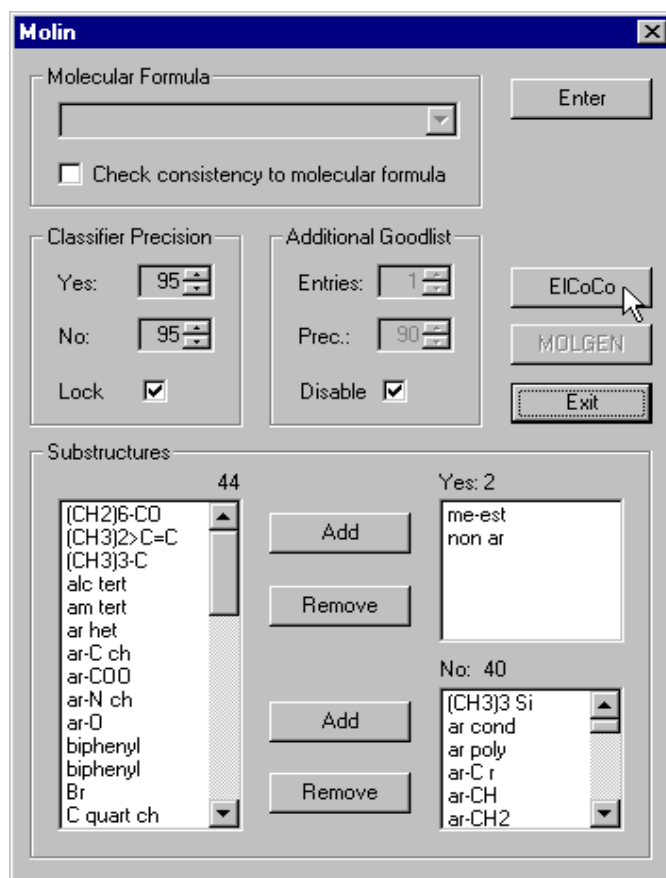 Molin
Molecular Formula
Enter
Check consistency to molecular formula
Classifier Precision
Yes: 95
No: 95
Lock
Additional Goodlist
Entries: 1
Prec.: 90
Disable
ElCoCo
MOLGEN
Exit
Substructures
44
(CH2)6-CO
(CH3)2>C=C
(CH3)3-C
alc tert
am tert
ar het
ar-C ch
ar-COO
ar-N ch
ar-O
biphenyl
biphenyl
Br
C quart ch
Add
Remove
Add
Remove
Yes: 2
me-est
non ar
No: 40
(CH3)3 Si
ar cond
ar poly
ar-C r
ar-CH
ar-CH2